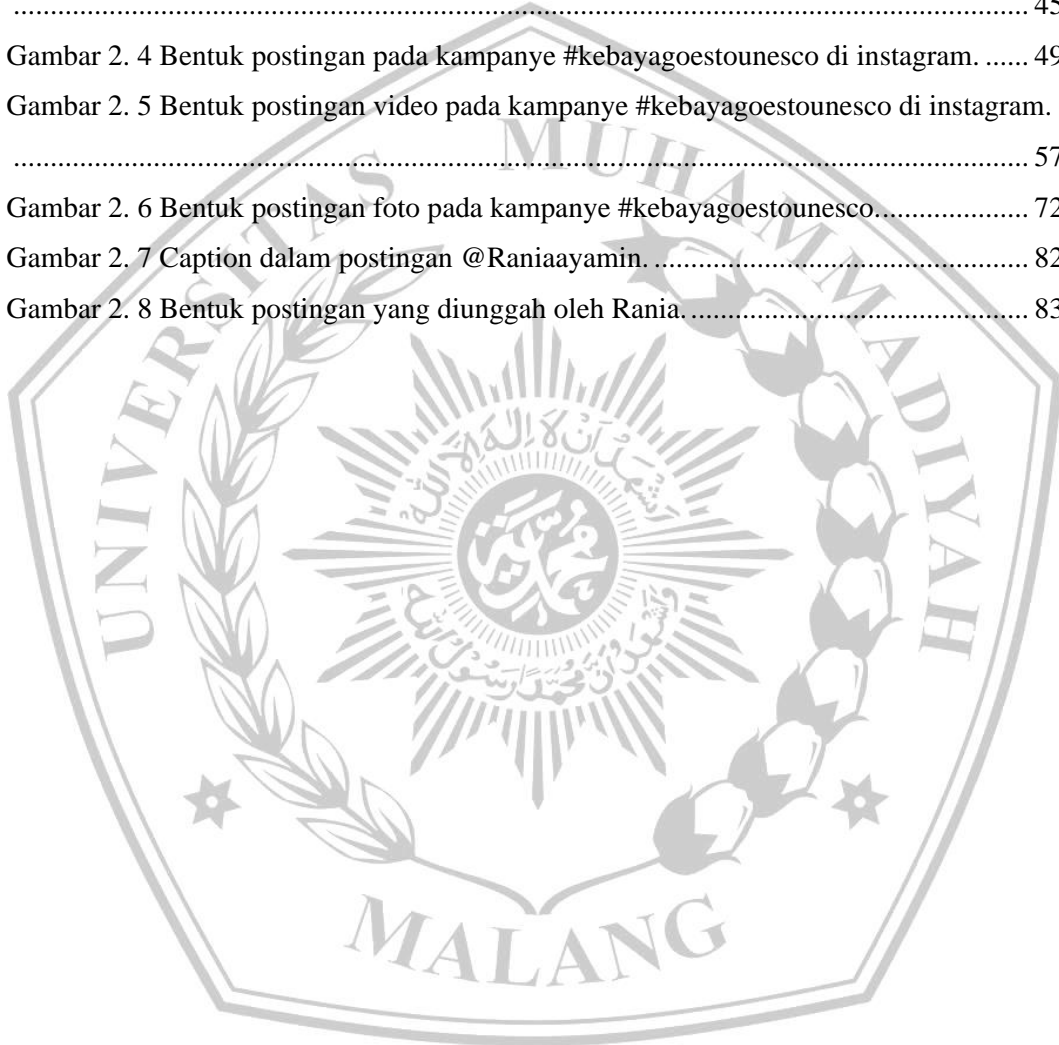 ................................................................................................................................................ 45
Gambar 2. 4 Bentuk postingan pada kampanye #kebayagoestounesco di instagram. ...... 49
Gambar 2. 5 Bentuk postingan video pada kampanye #kebayagoestounesco di instagram.
................................................................................................................................................ 57
Gambar 2. 6 Bentuk postingan foto pada kampanye #kebayagoestounesco..................... 72
Gambar 2. 7 Caption dalam postingan @Raniaayamin. ................................................... 82
Gambar 2. 8 Bentuk postingan yang diunggah oleh Rania. .............................................. 83
UNIVERSITAS MUHAMMADIYAH
MALANG